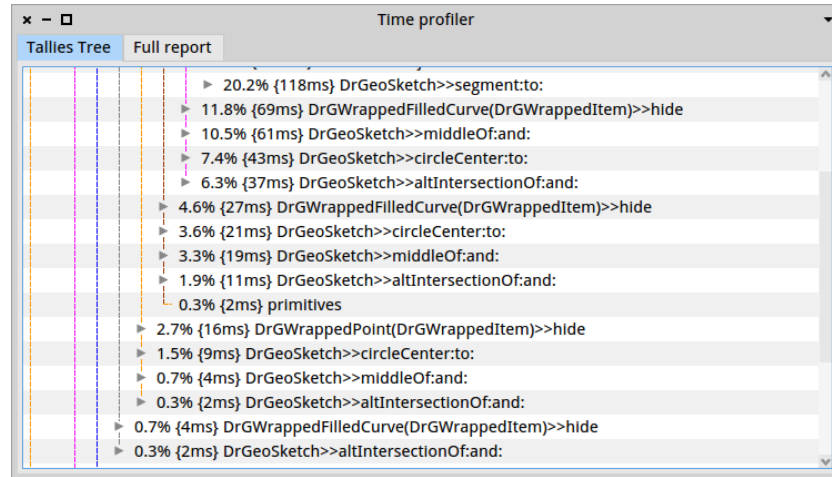 Time profiler
Tallies Tree Full report
20.2% {118ms} DrGeoSketch>>segment:to:
11.8% {69ms} DrGWrappedFilledCurve(DrGWrappedItem)>>hide
10.5% {61ms} DrGeoSketch>>middleOf:and:
7.4% {43ms} DrGeoSketch>>circleCenter:to:
6.3% {37ms} DrGeoSketch>>altIntersectionOf:and:
4.6% {27ms} DrGWrappedFilledCurve(DrGWrappedItem)>>hide
3.6% {21ms} DrGeoSketch>>circleCenter:to:
3.3% {19ms} DrGeoSketch>>middleOf:and:
1.9% {11ms} DrGeoSketch>>altIntersectionOf:and:
0.3% {2ms} primitives
2.7% {16ms} DrGWrappedPoint(DrGWrappedItem)>>hide
1.5% {9ms} DrGeoSketch>>circleCenter:to:
0.7% {4ms} DrGeoSketch>>middleOf:and:
0.3% {2ms} DrGeoSketch>>altIntersectionOf:and:
0.7% {4ms} DrGWrappedFilledCurve(DrGWrappedItem)>>hide
0.3% {2ms} DrGeoSketch>>altIntersectionOf:and: